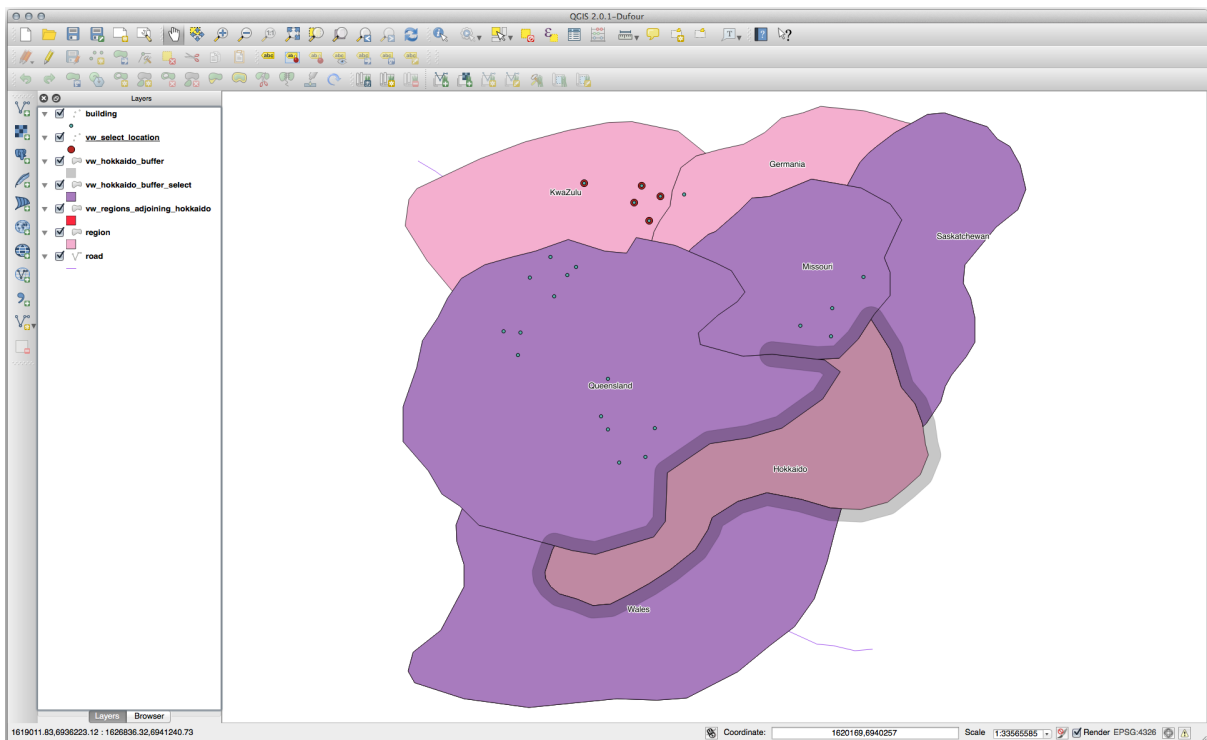 QGIS 2.0.1-Dufour
Layers
building
vw_select_location
vw_hokkaido_buffer
vw_hokkaido_buffer_select
vw_regions_adjoining_hokkaido
region
road
Germania
KwaZulu
Saskatchewan
Missouri
Queensland
Hokkaido
Wales
Layers Browser
1619011.83,6936223.12 : 1626836.32,6941240.73 Coordinate: 1620169,6940257 Scale 1:33565585 Render EPSG:4326